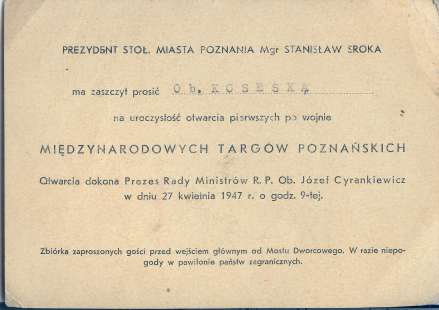 PREZYDENT STOŁ. MIASTA POZNANIA Mgr STANISŁAW SROKA
ma zaszczyt prosić Ob. KOSESKĄ
na uroczystość otwarcia pierwszych po wojnie
MIĘDZYNARODOWYCH TARGÓW POZNAŃSKICH
Otwarcia dokona Prezes Rady Ministrów R. P. Ob. Józef Cyrankiewicz
w dniu 27 kwietnia 1947 r. o godz. 9-tej.
Zbiórka zaproszonych gości przed wejściem głównym od Mostu Dworcowego. W razie niepo-
gody w pawilonie państw zagranicznych.